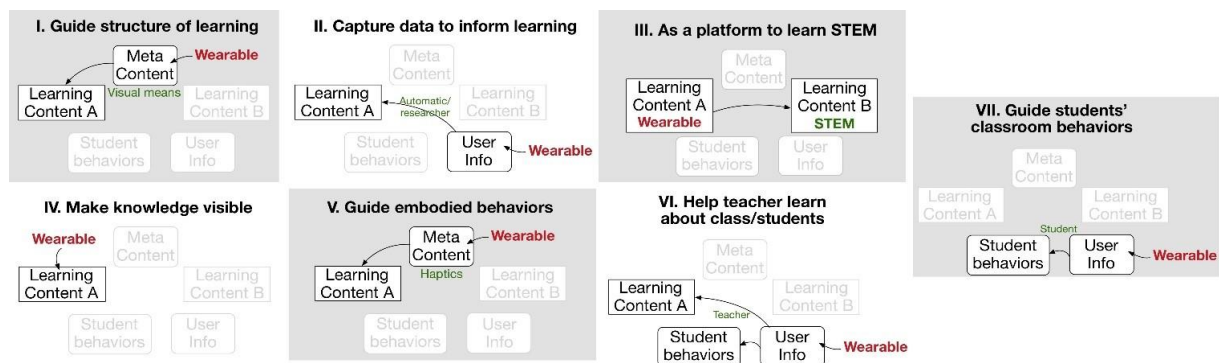 I. Guide structure of learning
Meta
Content
Wearable
Learning
Content A
Visual means
Learning
Content B
Student
behaviors
User
Info
II. Capture data to inform learning
Meta
Content
Learning
Content A
Automatic/
researcher
Learning
Content B
Student
behaviors
User
Info
Wearable
III. As a platform to learn STEM
Meta
Content
Learning
Content A
Wearable
Learning
Content B
STEM
Student
behaviors
User
Info
IV. Make knowledge visible
Wearable
Meta
Content
Learning
Content A
Learning
Content B
Student
behaviors
User
Info
V. Guide embodied behaviors
Meta
Content
Wearable
Learning
Content A
Haptics
Learning
Content B
Student
behaviors
User
Info
VI. Help teacher learn
about class/students
Meta
Content
Learning
Content A
Learning
Content B
Teacher
Student
behaviors
User
Info
Wearable
VII. Guide students'
classroom behaviors
Meta
Content
Learning
Content A
Learning
Content B
Student
Student
behaviors
User
Info
Wearable